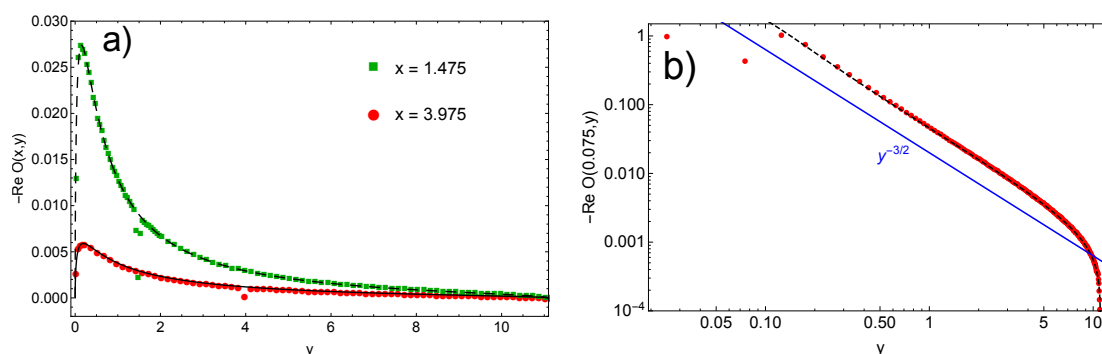 a)
0.030
0.025
0.020
0.015
0.010
0.005
0.000
−Re O(x,y)
x = 1.475
x = 3.975
0 2 4 6 8 10
y
b)
1
0.100
0.010
0.001
10⁻⁴
−Re O(0.075,y)
y⁻³/²
0.05 0.10 0.50 1 5 10
y